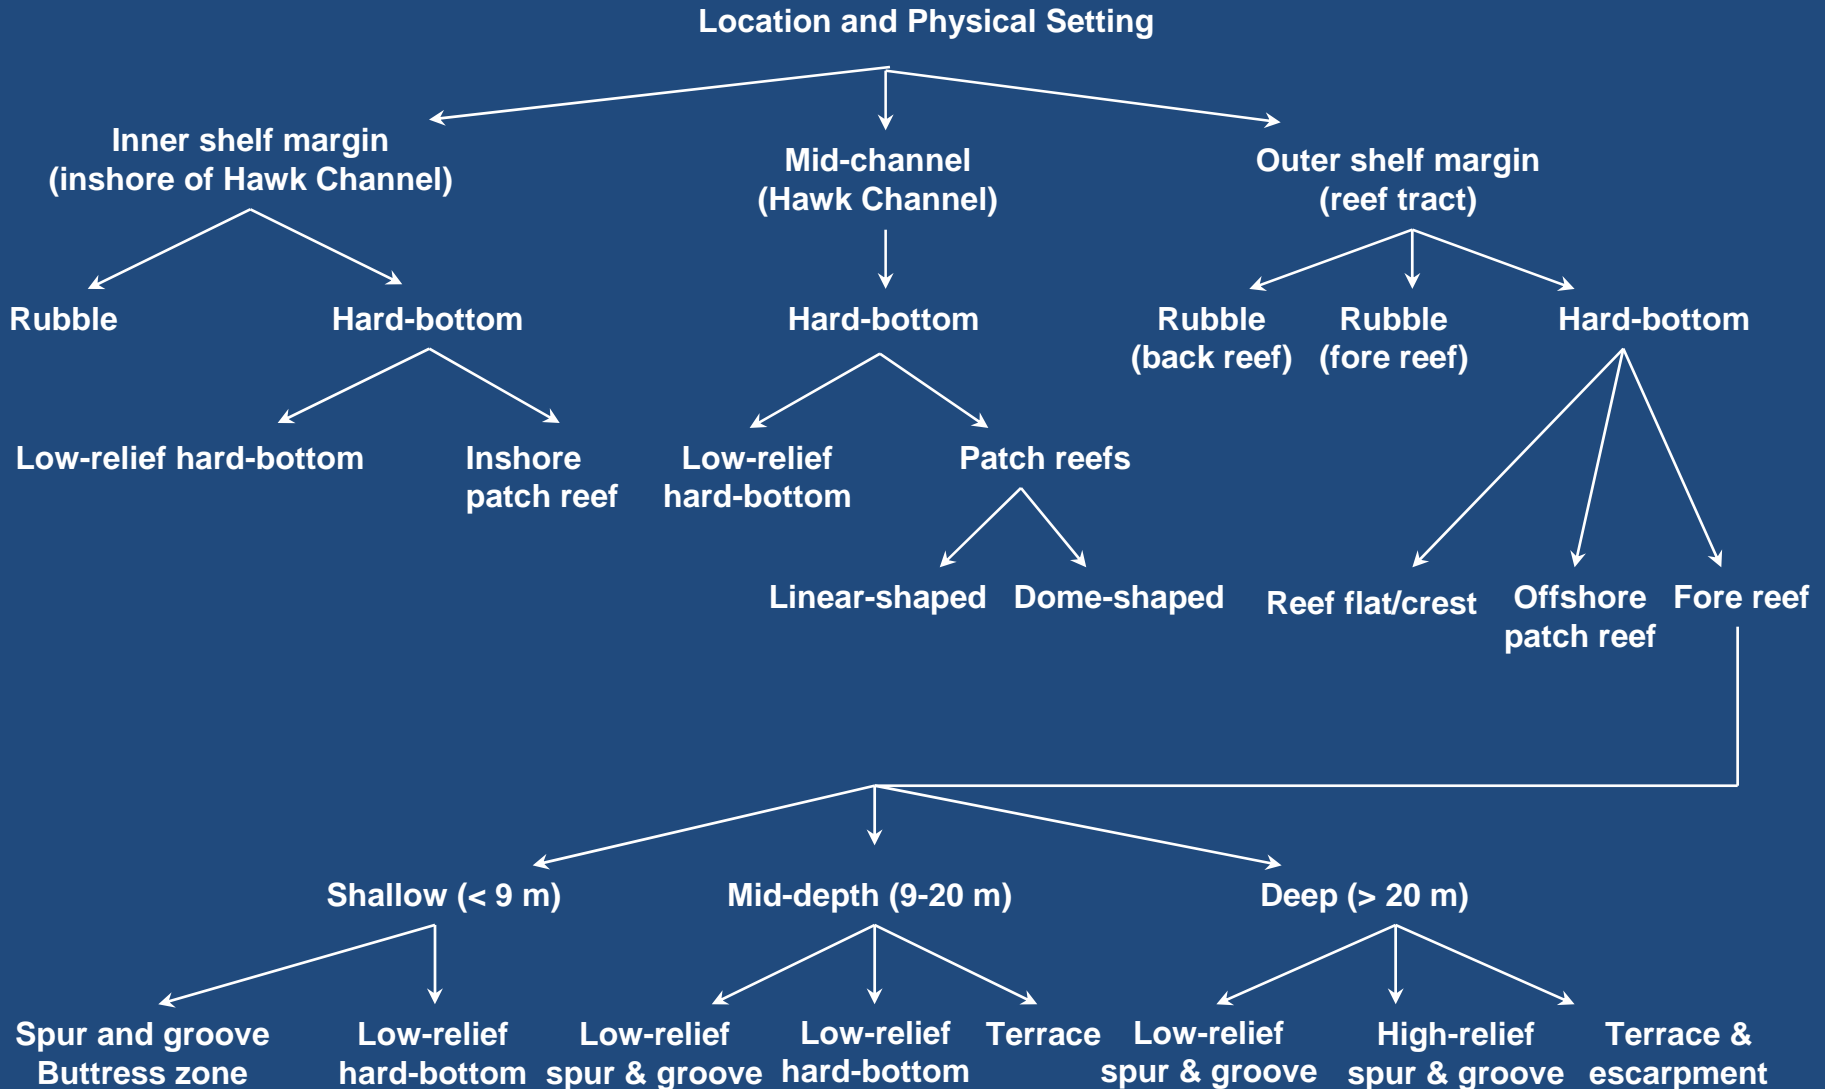 Location and Physical Setting
Inner shelf margin
(inshore of Hawk Channel)
Mid-channel
(Hawk Channel)
Outer shelf margin
(reef tract)
Rubble
Hard-bottom
Hard-bottom
Rubble
(back reef)
Rubble
(fore reef)
Hard-bottom
Low-relief hard-bottom
Inshore
patch reef
Low-relief
hard-bottom
Patch reefs
Linear-shaped
Dome-shaped
Reef flat/crest
Offshore
patch reef
Fore reef
Shallow (< 9 m)
Mid-depth (9-20 m)
Deep (> 20 m)
Spur and groove
Buttress zone
Low-relief
hard-bottom
Low-relief
spur & groove
Low-relief
hard-bottom
Terrace
Low-relief
spur & groove
High-relief
spur & groove
Terrace &
escarpment